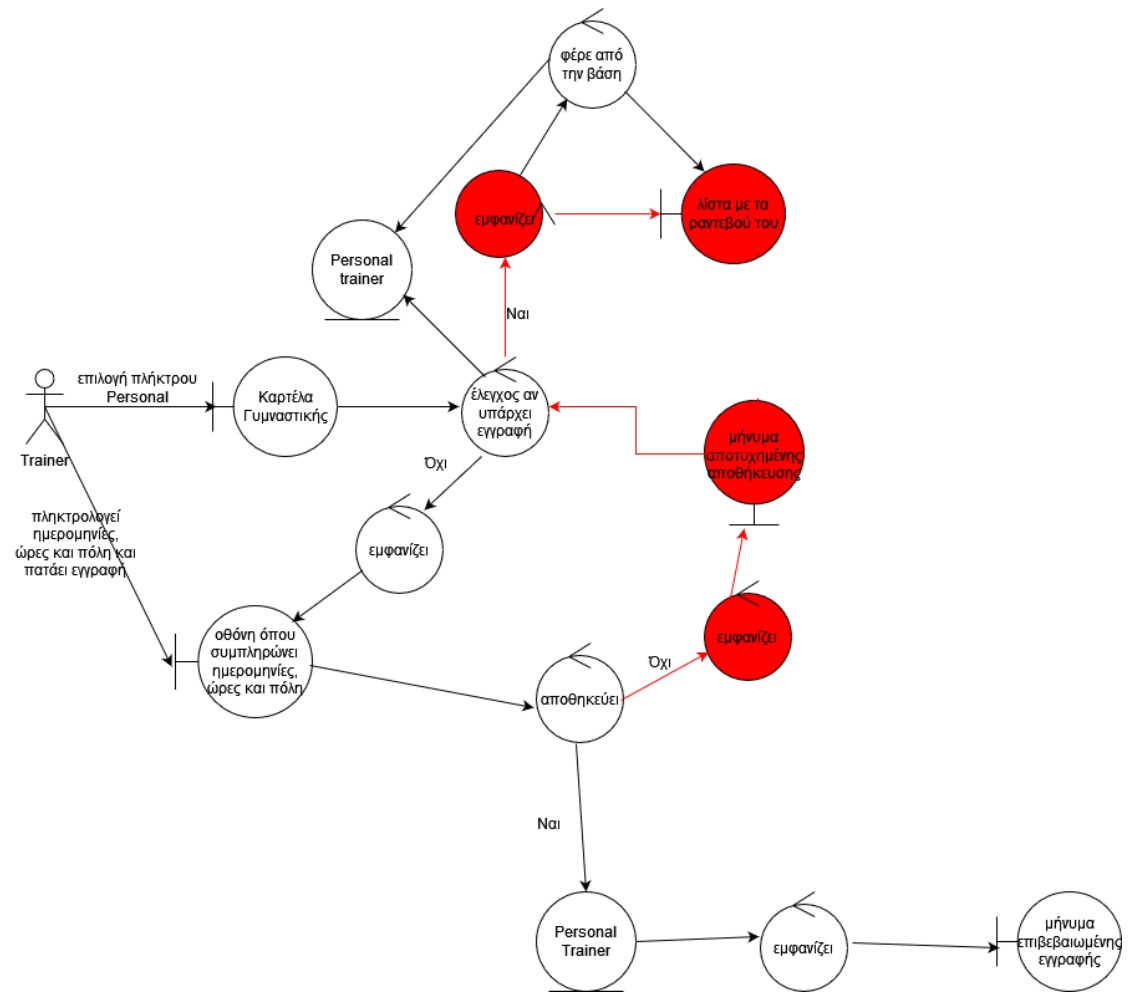 φέρε από
την βάση
εμφανίζει
λίστα με τα
ραντεβού του
Personal
trainer
Ναι
επιλογή πλήκτρου
Personal
Καρτέλα
Γυμναστικής
έλεγχος αν
υπάρχει
εγγραφή
Trainer
μήνυμα
αποτυχημένης
αποθήκευσης
Όχι
πληκτρολογεί
ημερομηνίες,
ώρες και πόλη και
πατάει εγγραφή
εμφανίζει
οθόνη όπου
συμπληρώνει
ημερομηνίες,
ώρες και πόλη
αποθηκεύει
Όχι
εμφανίζει
Ναι
Personal
Trainer
εμφανίζει
μήνυμα
επιβεβαιωμένης
εγγραφής